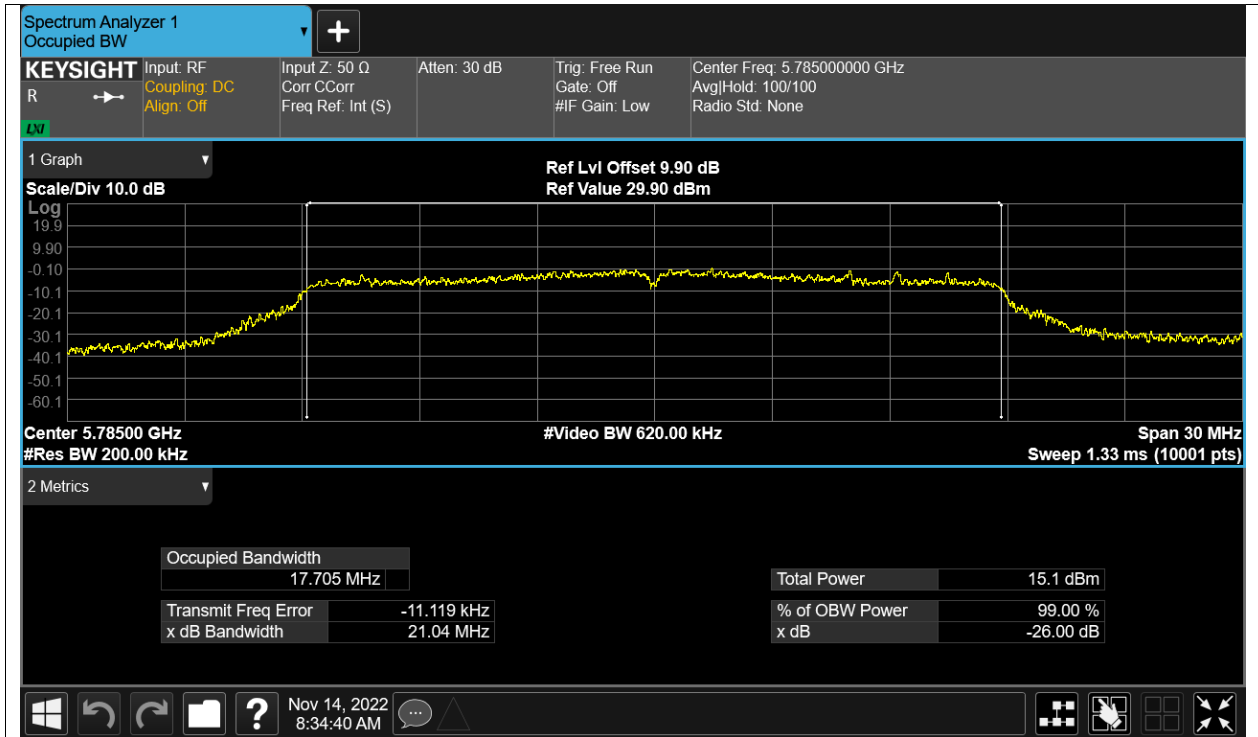 Spectrum Analyzer 1
Occupied BW
+
KEYSIGHT
R
LXI
Input: RF
Coupling: DC
Align: Off
Input Z: 50 Ω
Corr CCorr
Freq Ref: Int (S)
Atten: 30 dB
Trig: Free Run
Gate: Off
#IF Gain: Low
Center Freq: 5.785000000 GHz
Avg|Hold: 100/100
Radio Std: None
1 Graph
Scale/Div 10.0 dB
Ref Lvl Offset 9.90 dB
Ref Value 29.90 dBm
Log
19.9
9.90
-0.10
-10.1
-20.1
-30.1
-40.1
-50.1
-60.1
Center 5.78500 GHz
#Video BW 620.00 kHz
Span 30 MHz
#Res BW 200.00 kHz
Sweep 1.33 ms (10001 pts)
2 Metrics
Occupied Bandwidth
17.705 MHz
Total Power 15.1 dBm
Transmit Freq Error -11.119 kHz
% of OBW Power 99.00 %
x dB Bandwidth 21.04 MHz
x dB -26.00 dB
?
Nov 14, 2022
8:34:40 AM